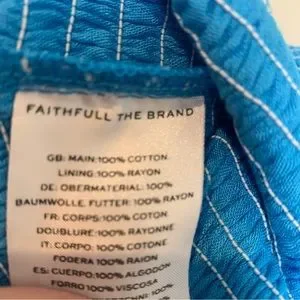 FAITHFULL THE BRAND
GB: MAIN: 100% COTTON
LINING: 100% RAYON
DE: OBERMATERIAL: 100%
BAUMWOLLE, FUTTER: 100% RAYON
FR: CORPS: 100% COTON
DOUBLURE: 100% RAYONNE
IT: CORPO: 100% COTONE
FODERA 100% RAION
ES: CUERPO: 100% ALGODON
FORRO 100% VISCOSA